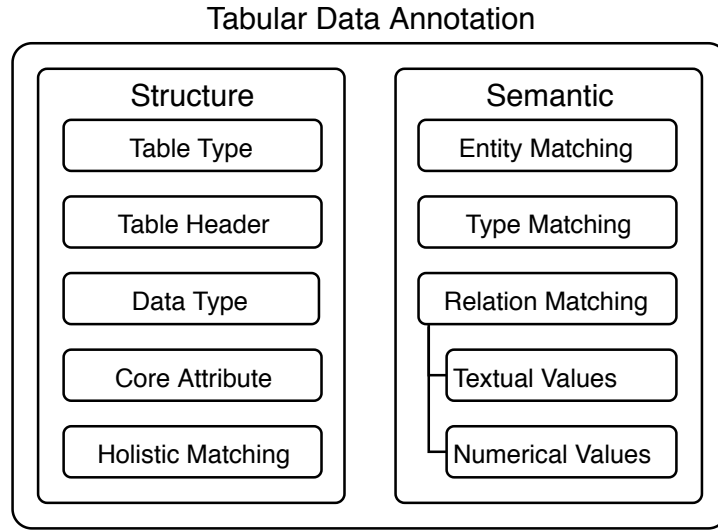 Tabular Data Annotation
Structure
Table Type
Table Header
Data Type
Core Attribute
Holistic Matching
Semantic
Entity Matching
Type Matching
Relation Matching
Textual Values
Numerical Values